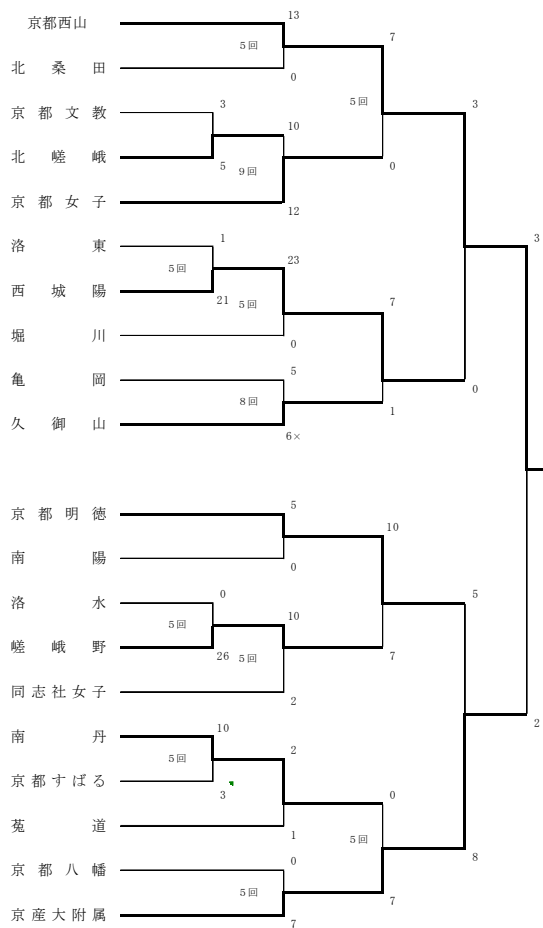 13
京都西山
7
5回
北桑田
0
3
5回
3
京都文教
10
北嵯峨
5
9回
0
京都女子
12
1
3
洛東
23
5回
西城陽
21
5回
7
堀川
0
5
0
亀岡
8回
1
久御山
6×
5
京都明徳
10
南陽
0
0
5
洛水
10
5回
嵯峨野
26
5回
7
同志社女子
2
10
2
南丹
2
5回
京都すばる
3
0
莵道
1
5回
0
8
京都八幡
5回
7
京産大附属
7